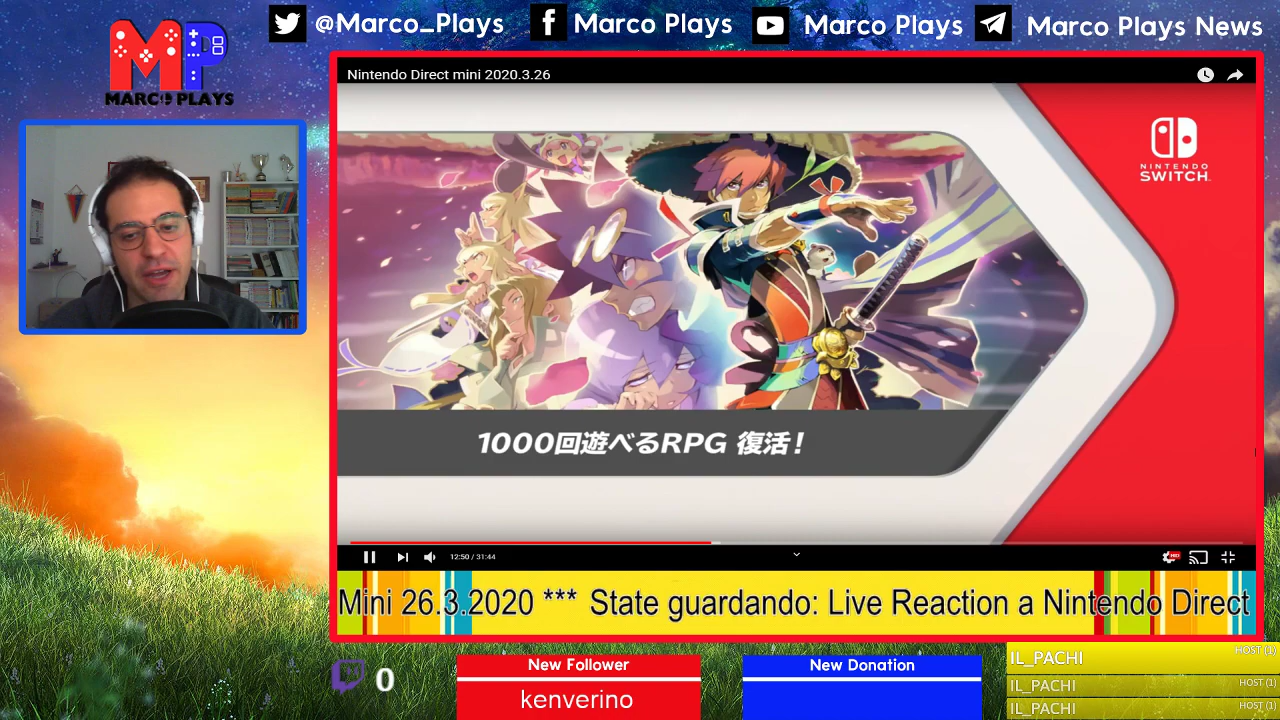 @Marco_Plays
Marco Plays
Marco Plays
Marco Plays News
MP
MARCO PLAYS
Nintendo Direct mini 2020.3.26
NINTENDO
SWITCH
1000回遊べるRPG 復活!
12:50 / 31:44
HD
Mini 26.3.2020 *** State guardando: Live Reaction a Nintendo Direct
0
New Follower
kenverino
New Donation
IL_PACHI HOST (1)
IL_PACHI HOST (1)
IL_PACHI HOST (1)